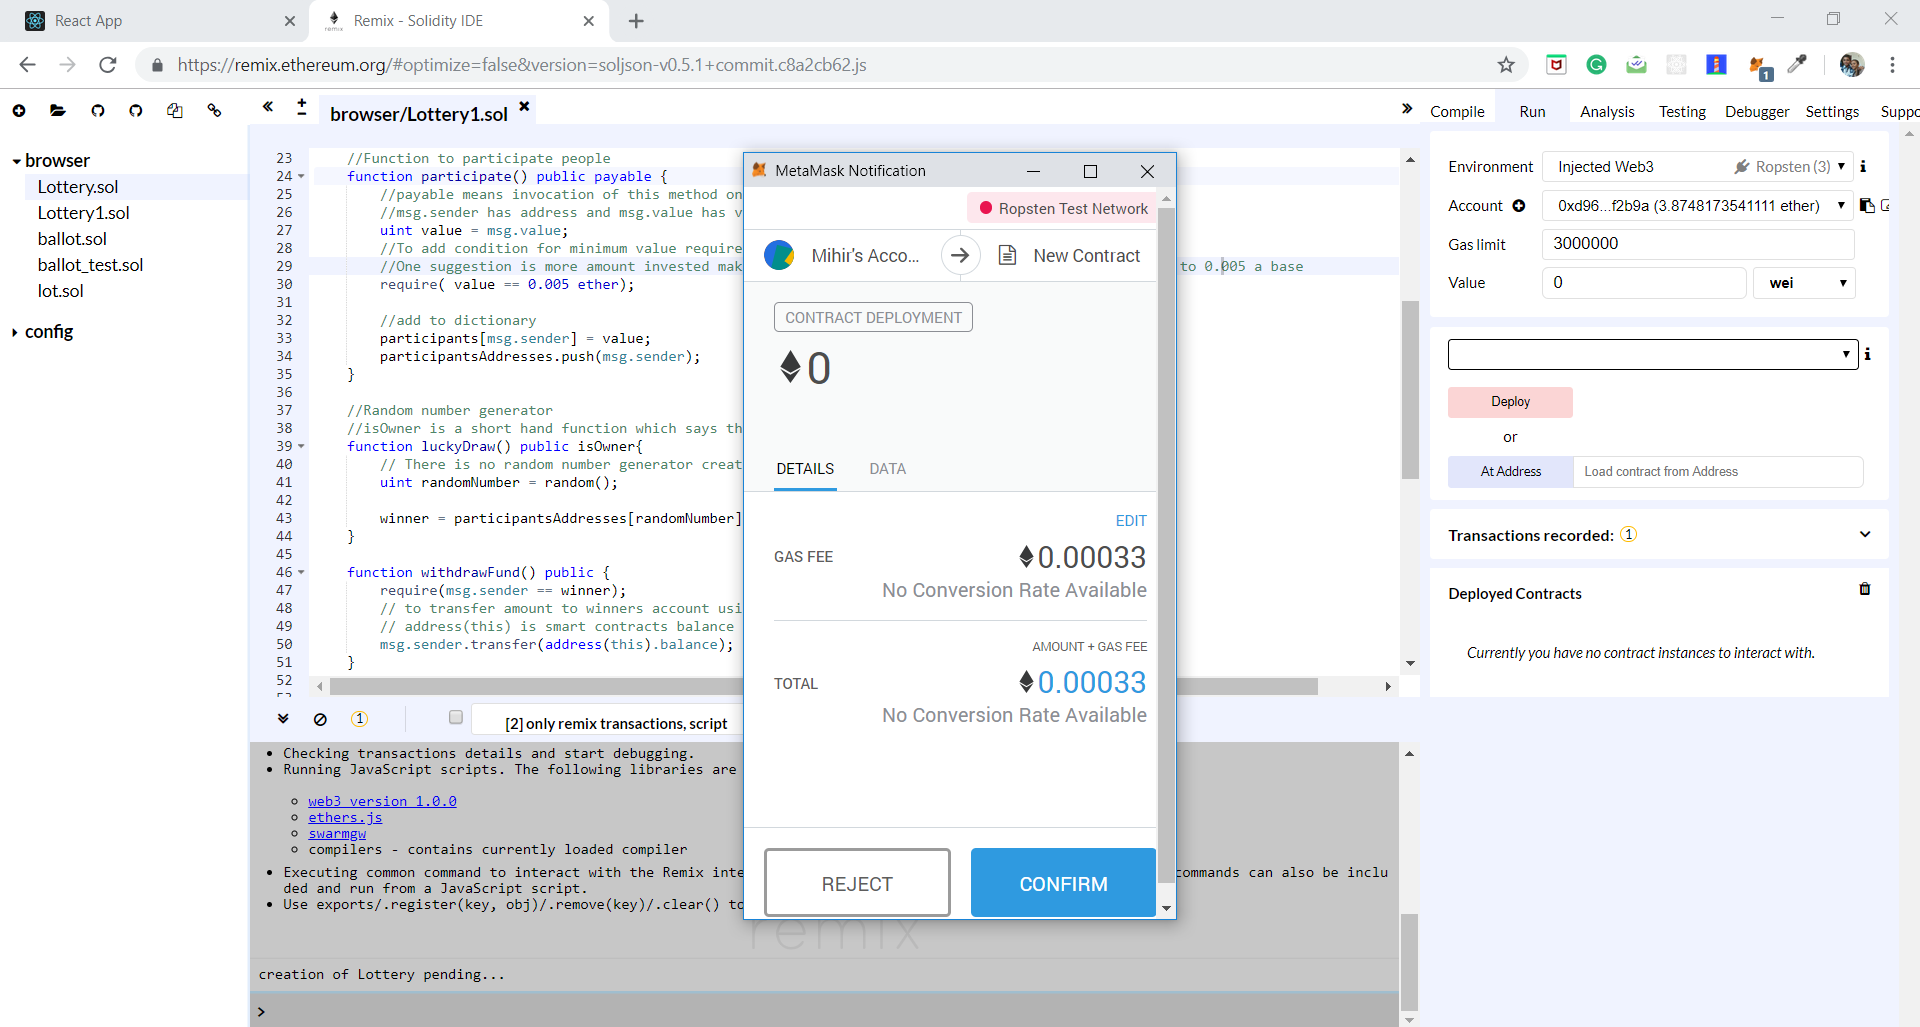 React App
Remix - Solidity IDE
https://remix.ethereum.org/#optimize=false&version=soljson-v0.5.1+commit.c8a2cb62.js
1
browser/Lottery1.sol
Compile Run Analysis Testing Debugger Settings Suppo
browser
Lottery.sol
Lottery1.sol
ballot.sol
ballot_test.sol
lot.sol
config
23 //Function to participate people
24 function participate() public payable {
25 //payable means invocation of this method on
26 //msg.sender has address and msg.value has v
27 uint value = msg.value;
28 //To add condition for minimum value require
29 //One suggestion is more amount invested mak to 0.005 a base
30 require( value == 0.005 ether);
31
32 //add to dictionary
33 participants[msg.sender] = value;
34 participantsAddresses.push(msg.sender);
35 }
36
37 //Random number generator
38 //isOwner is a short hand function which says th
39 function luckyDraw() public isOwner{
40 // There is no random number generator creat
41 uint randomNumber = random();
42
43 winner = participantsAddresses[randomNumber]
44 }
45
46 function withdrawFund() public {
47 require(msg.sender == winner);
48 // to transfer amount to winners account usi
49 // address(this) is smart contracts balance
50 msg.sender.transfer(address(this).balance);
51 }
52
1
[2] only remix transactions, script
Checking transactions details and start debugging.
Running JavaScript scripts. The following libraries are
web3 version 1.0.0
ethers.js
swarmgw
compilers - contains currently loaded compiler
Executing common command to interact with the Remix inte commands can also be inclu
ded and run from a JavaScript script.
Use exports/.register(key, obj)/.remove(key)/.clear() to
remix
creation of Lottery pending...
>
MetaMask Notification
Ropsten Test Network
Mihir's Acco...
New Contract
CONTRACT DEPLOYMENT
0
DETAILS
DATA
EDIT
GAS FEE
0.00033
No Conversion Rate Available
AMOUNT + GAS FEE
TOTAL
0.00033
No Conversion Rate Available
REJECT
CONFIRM
Environment Injected Web3 Ropsten (3)
Account 0xd96...f2b9a (3.8748173541111 ether)
Gas limit 3000000
Value 0 wei
Deploy
or
At Address Load contract from Address
Transactions recorded: 1
Deployed Contracts
Currently you have no contract instances to interact with.